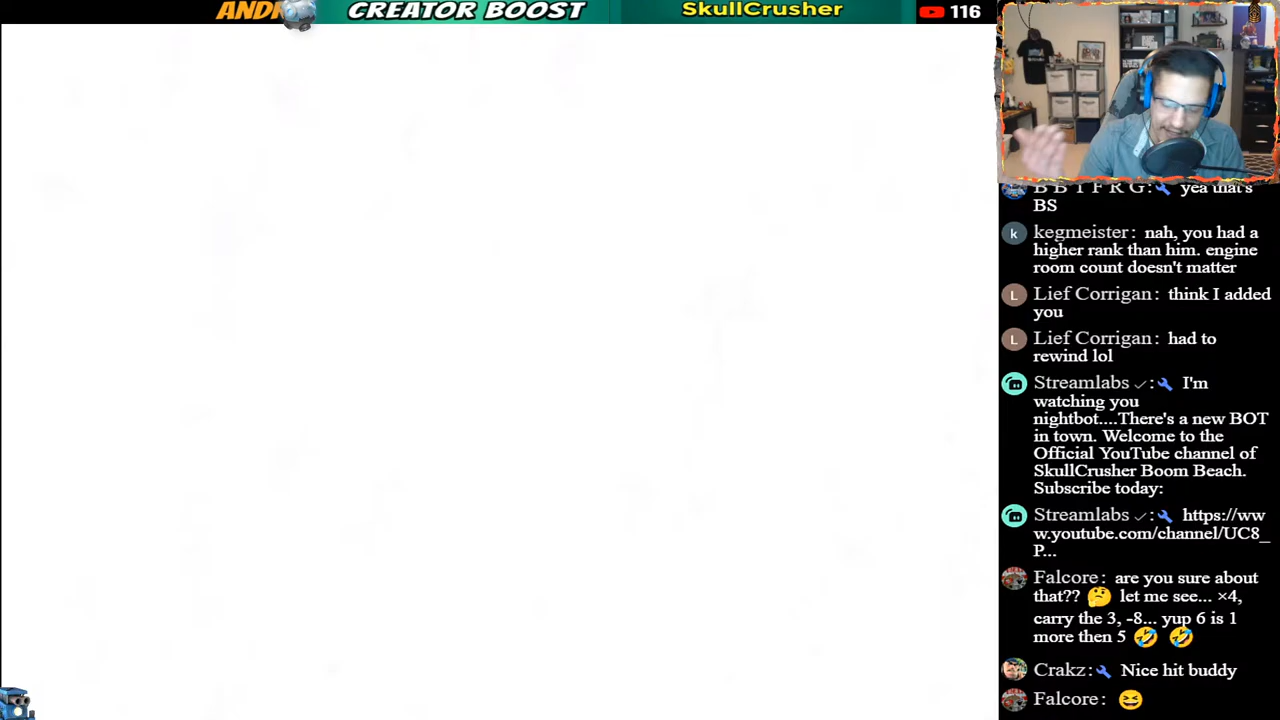 ANDR CREATOR BOOST SkullCrusher 116
B B T F R G: yea that's
BS
k kegmeister: nah, you had a
higher rank than him. engine
room count doesn't matter
L Lief Corrigan: think I added
you
L Lief Corrigan: had to
rewind lol
Streamlabs ✓: I'm
watching you
nightbot....There's a new BOT
in town. Welcome to the
Official YouTube channel of
SkullCrusher Boom Beach.
Subscribe today:
Streamlabs ✓: https://ww
w.youtube.com/channel/UC8_
P...
Falcore: are you sure about
that?? 🤔 let me see... ×4,
carry the 3, -8... yup 6 is 1
more then 5 🤣 🤣
Crakz: Nice hit buddy
Falcore: 😆